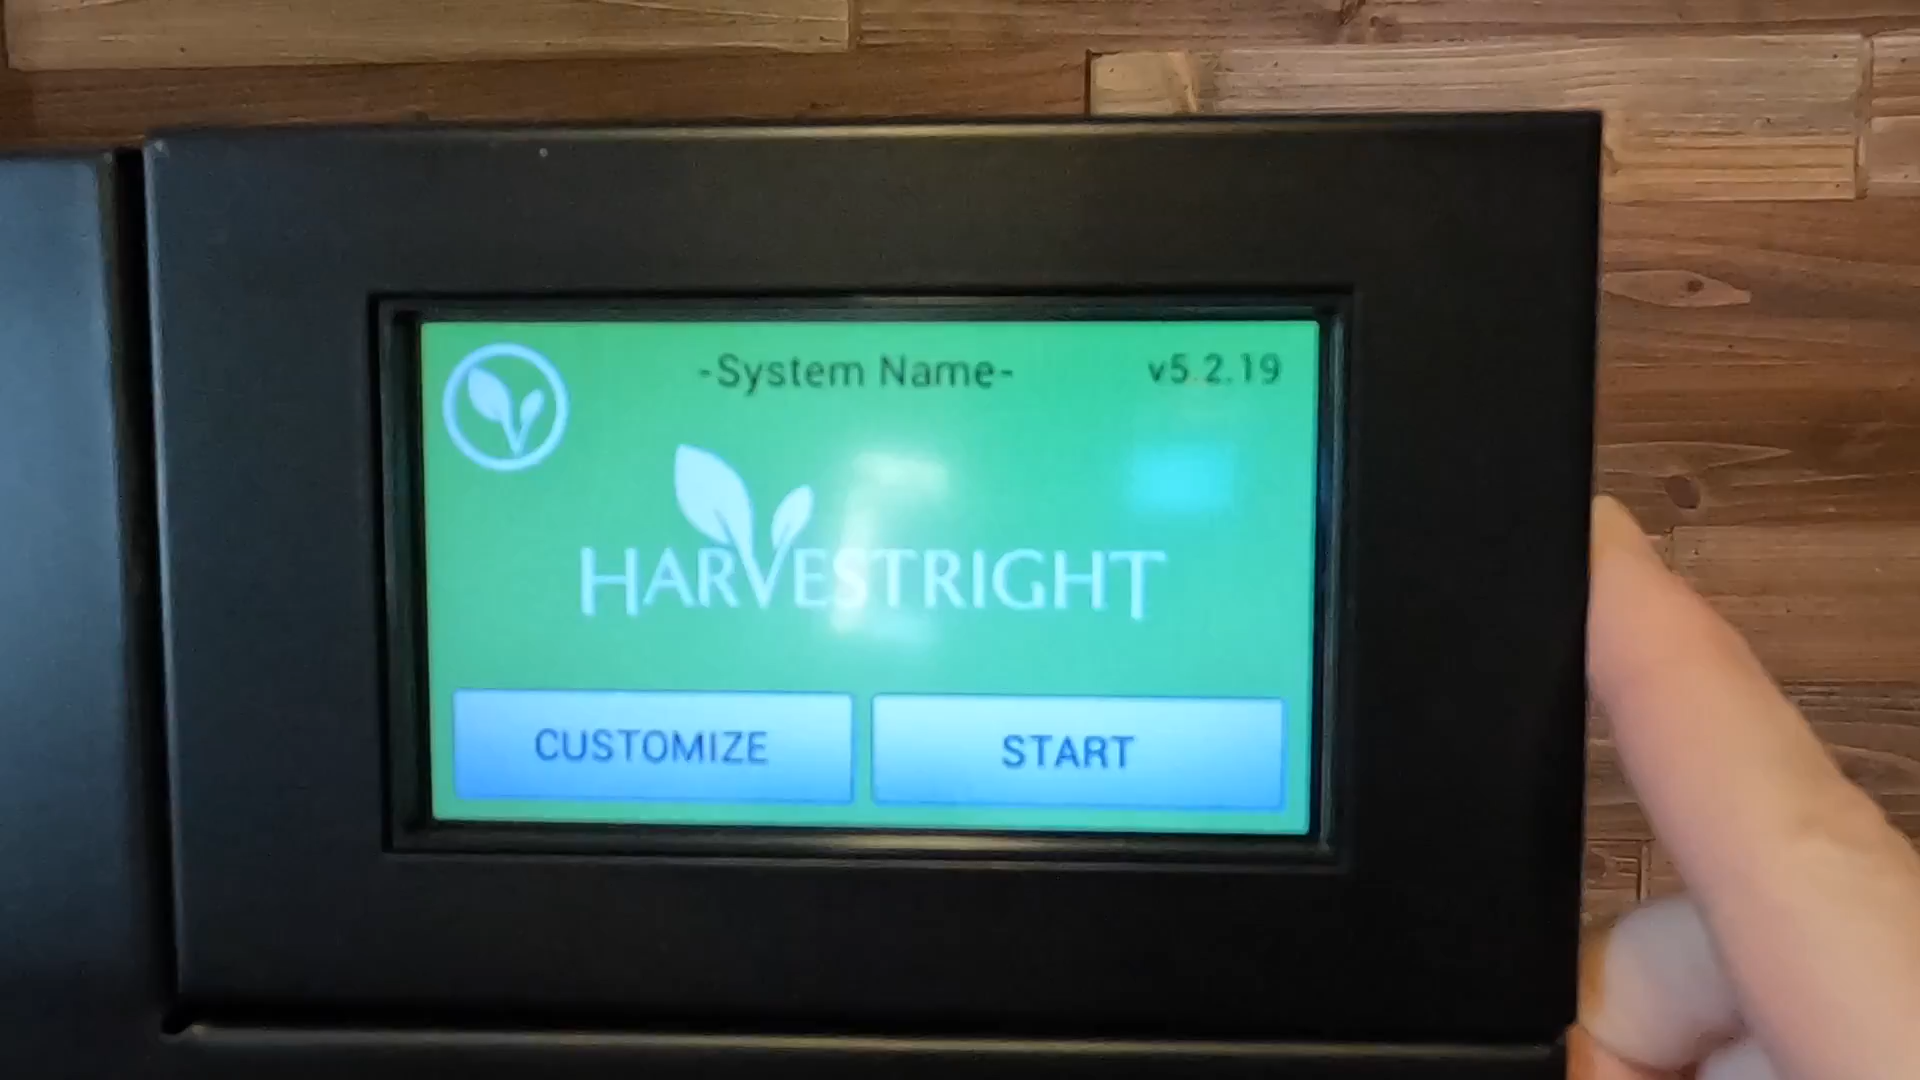 -System Name-
v5.2.19
HARVESTRIGHT
CUSTOMIZE
START